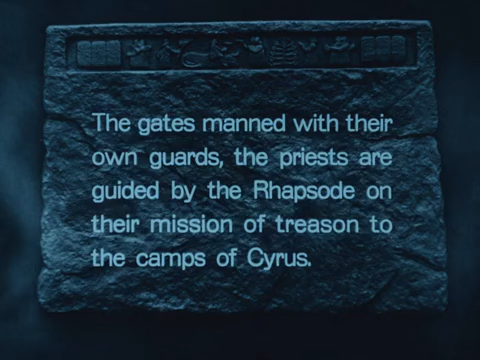 The gates manned with their
own guards, the priests are
guided by the Rhapsode on
their mission of treason to
the camps of Cyrus.